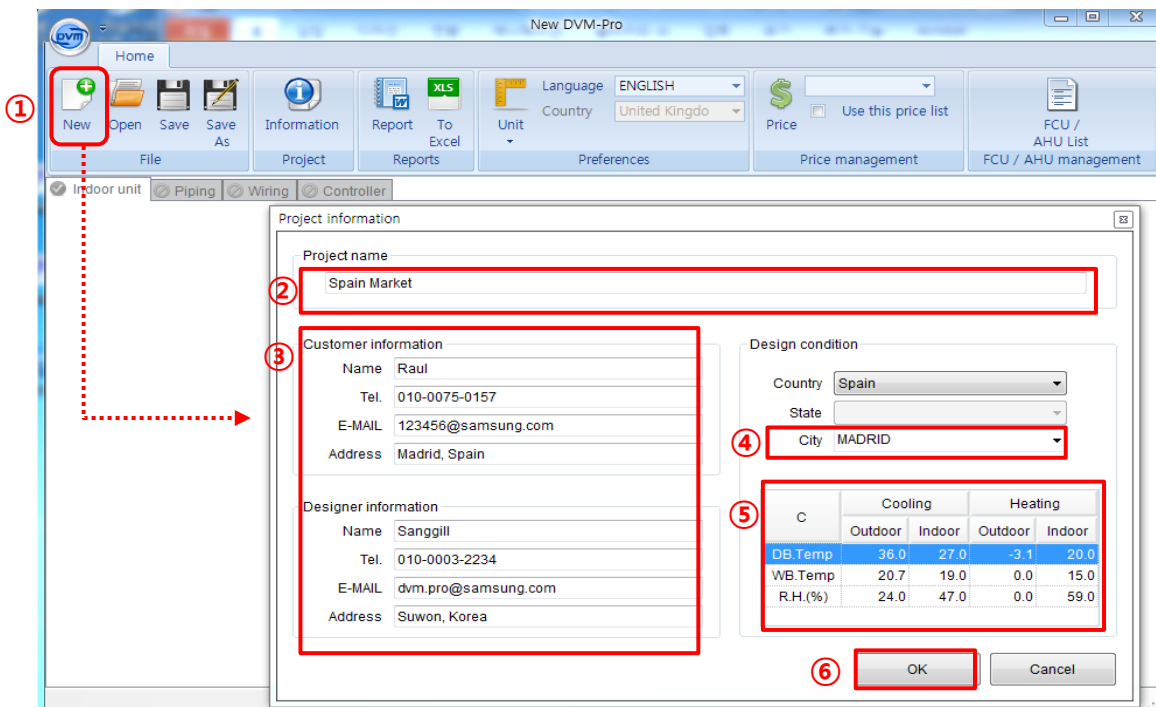 New DVM-Pro
DVM
Home
①
New Open Save Save As
Information
Report To Excel
XLS
Unit
Language ENGLISH
Country United Kingdo
Price
Use this price list
FCU / AHU List
File Project Reports Preferences Price management FCU / AHU management
Indoor unit Piping Wiring Controller
Project information
Project name
② Spain Market
③ Customer information
Name Raul
Tel. 010-0075-0157
E-MAIL 123456@samsung.com
Address Madrid, Spain
Designer information
Name Sanggill
Tel. 010-0003-2234
E-MAIL dvm.pro@samsung.com
Address Suwon, Korea
Design condition
Country Spain
State
④ City MADRID
⑤
C Cooling Heating
Outdoor Indoor Outdoor Indoor
DB.Temp 36.0 27.0 -3.1 20.0
WB.Temp 20.7 19.0 0.0 15.0
R.H.(%) 24.0 47.0 0.0 59.0
⑥ OK Cancel